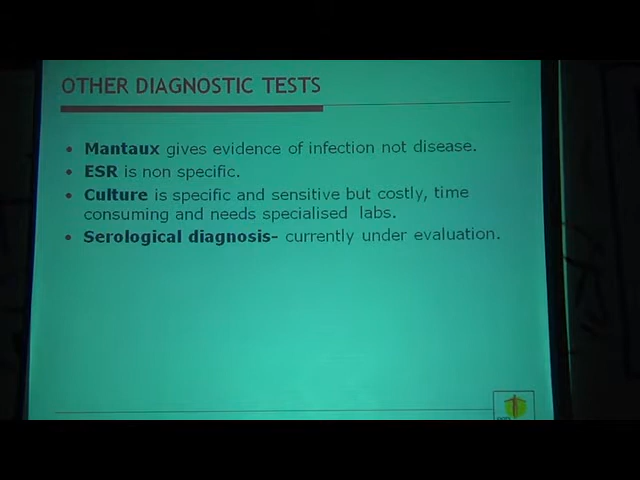 OTHER DIAGNOSTIC TESTS
• Mantaux gives evidence of infection not disease.
• ESR is non specific.
• Culture is specific and sensitive but costly, time
consuming and needs specialised labs.
• Serological diagnosis- currently under evaluation.